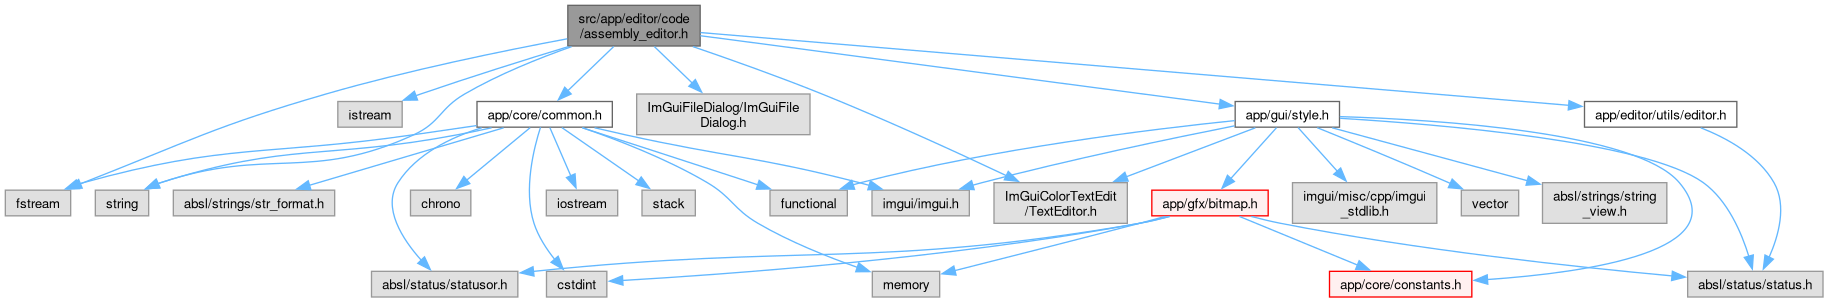 src/app/editor/code
/assembly_editor.h
istream
app/core/common.h
ImGuiFileDialog/ImGuiFile
Dialog.h
app/gui/style.h
app/editor/utils/editor.h
fstream
string
absl/strings/str_format.h
chrono
iostream
stack
functional
imgui/imgui.h
ImGuiColorTextEdit
/TextEditor.h
app/gfx/bitmap.h
imgui/misc/cpp/imgui
_stdlib.h
vector
absl/strings/string
_view.h
absl/status/statusor.h
cstdint
memory
app/core/constants.h
absl/status/status.h